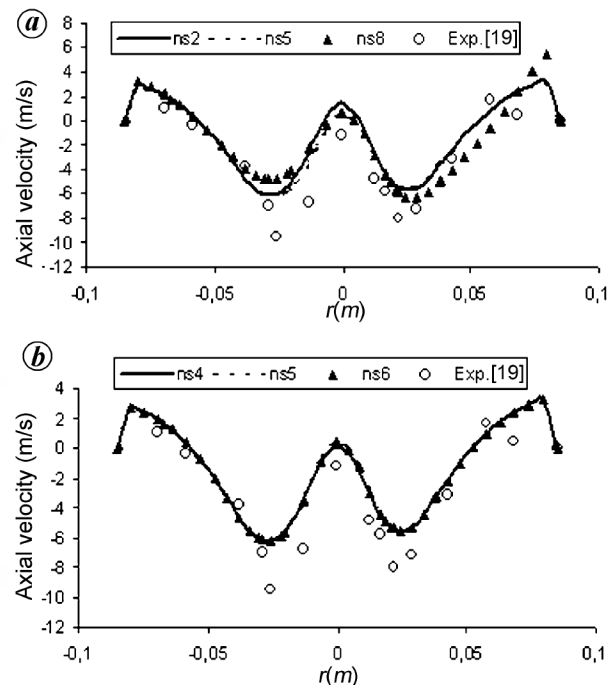 a
ns2 ns5 ns8 Exp.[19]
Axial velocity (m/s)
8
6
4
2
0
-2
-4
-6
-8
-10
-12
-0,1 -0,05 0 0,05 0,1
r(m)
b
ns4 ns5 ns6 Exp.[19]
Axial velocity (m/s)
4
2
0
-2
-4
-6
-8
-10
-12
-0,1 -0,05 0 0,05 0,1
r(m)